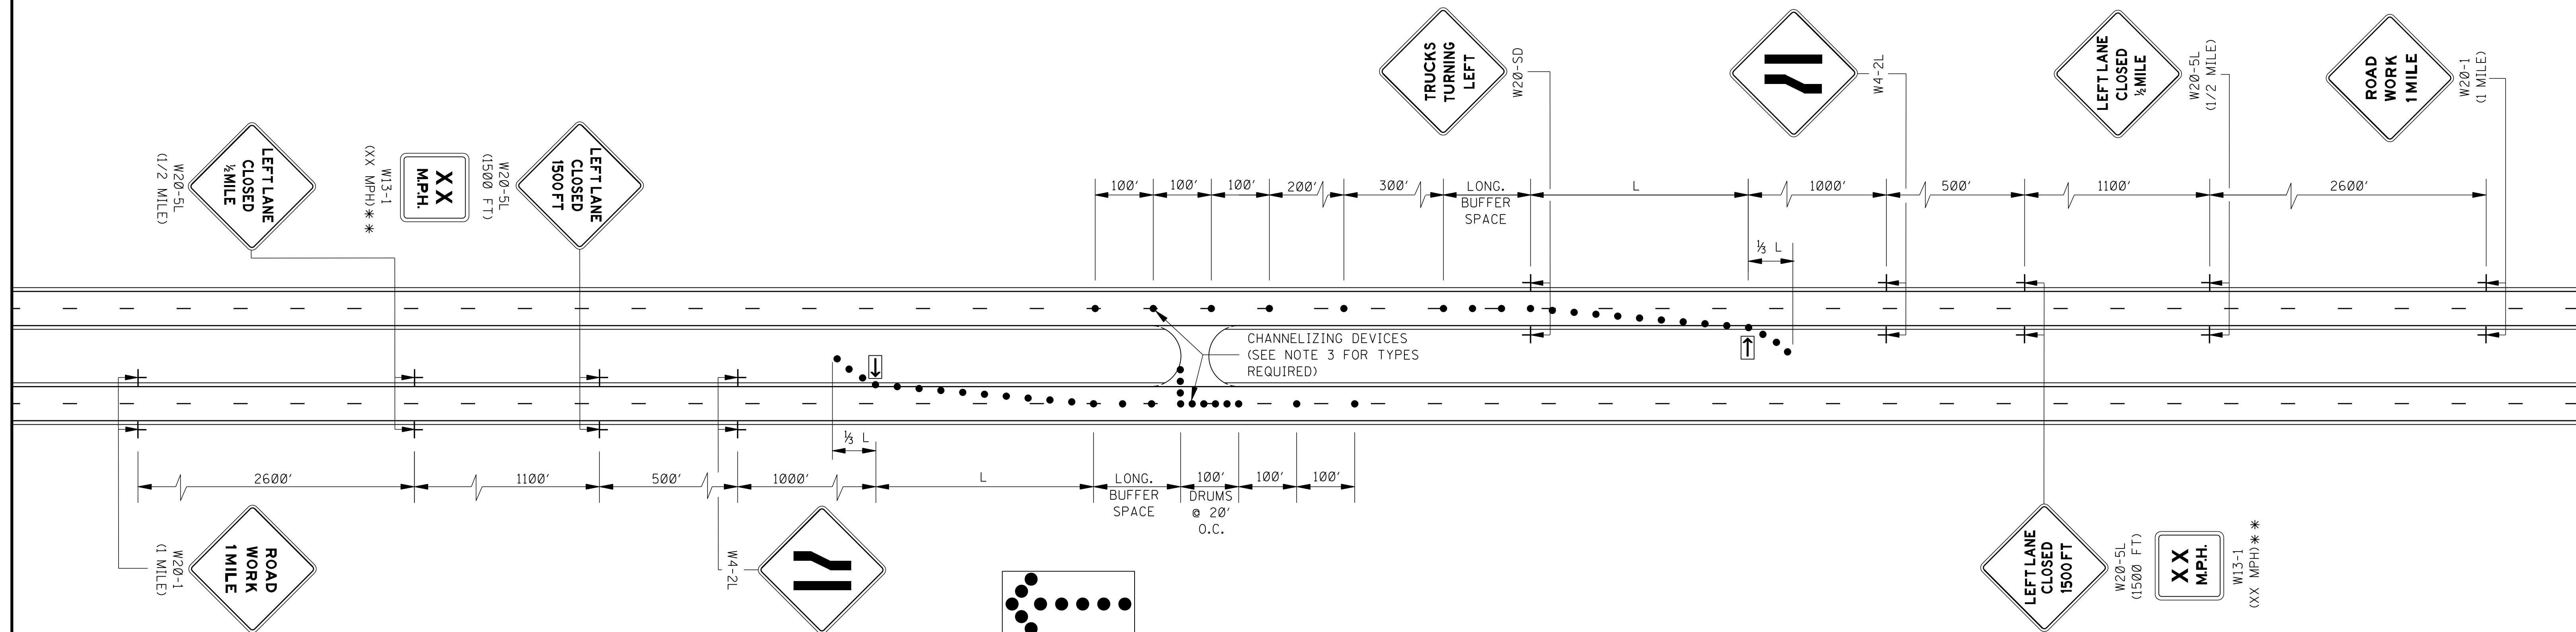 TRUCKS
TURNING
LEFT
W20-SD
W4-2L
LEFT LANE
CLOSED
½ MILE
W20-5L
(1/2 MILE)
ROAD
WORK
1 MILE
W20-1
(1 MILE)
W20-5L
(1/2 MILE)
LEFT LANE
CLOSED
½ MILE
W13-1
(XX MPH)**
XX
M.P.H.
W20-5L
(1500 FT)
LEFT LANE
CLOSED
1500 FT
100' 100' 100' 200' 300' LONG.
BUFFER
SPACE
L 1000' 500' 1100' 2600'
⅓ L
CHANNELIZING DEVICES
(SEE NOTE 3 FOR TYPES
REQUIRED)
⅓ L
2600' 1100' 500' 1000' L LONG.
BUFFER
SPACE
100'
DRUMS
@ 20'
O.C.
100' 100'
W20-1
(1 MILE)
ROAD
WORK
1 MILE
W4-2L
LEFT LANE
CLOSED
1500 FT
W20-5L
(1500 FT)
XX
M.P.H.
W13-1
(XX MPH)**